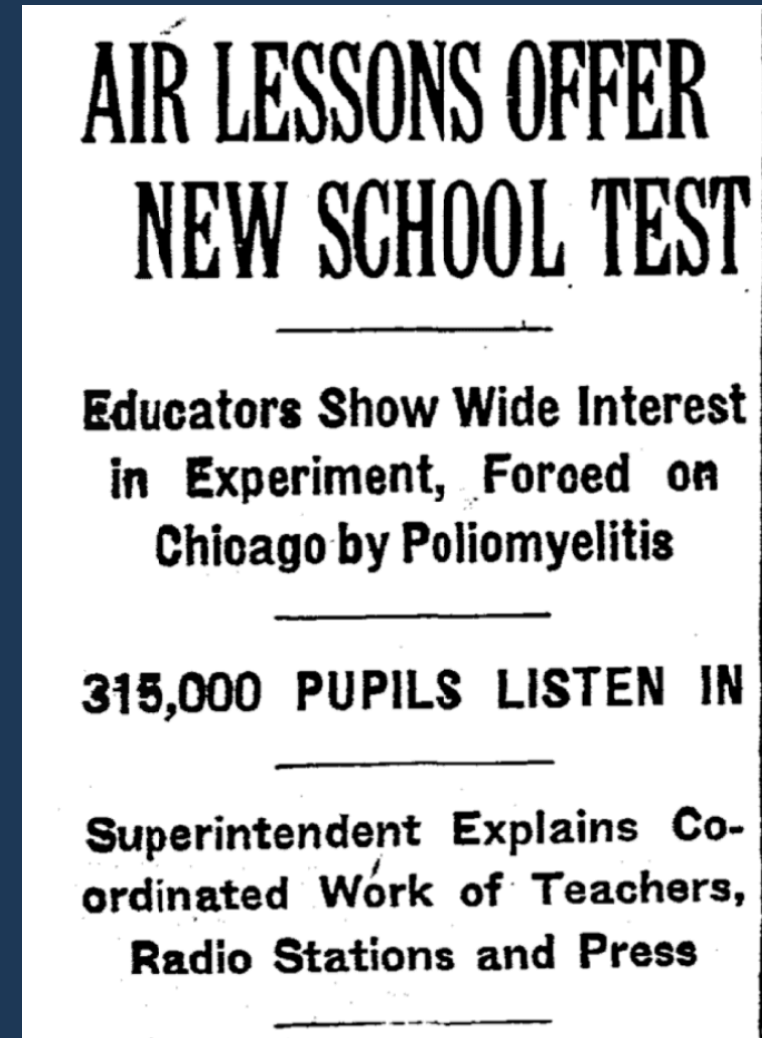 AIR LESSONS OFFER
NEW SCHOOL TEST
Educators Show Wide Interest
in Experiment, Forced on
Chicago by Poliomyelitis
315,000 PUPILS LISTEN IN
Superintendent Explains Co-
ordinated Work of Teachers,
Radio Stations and Press